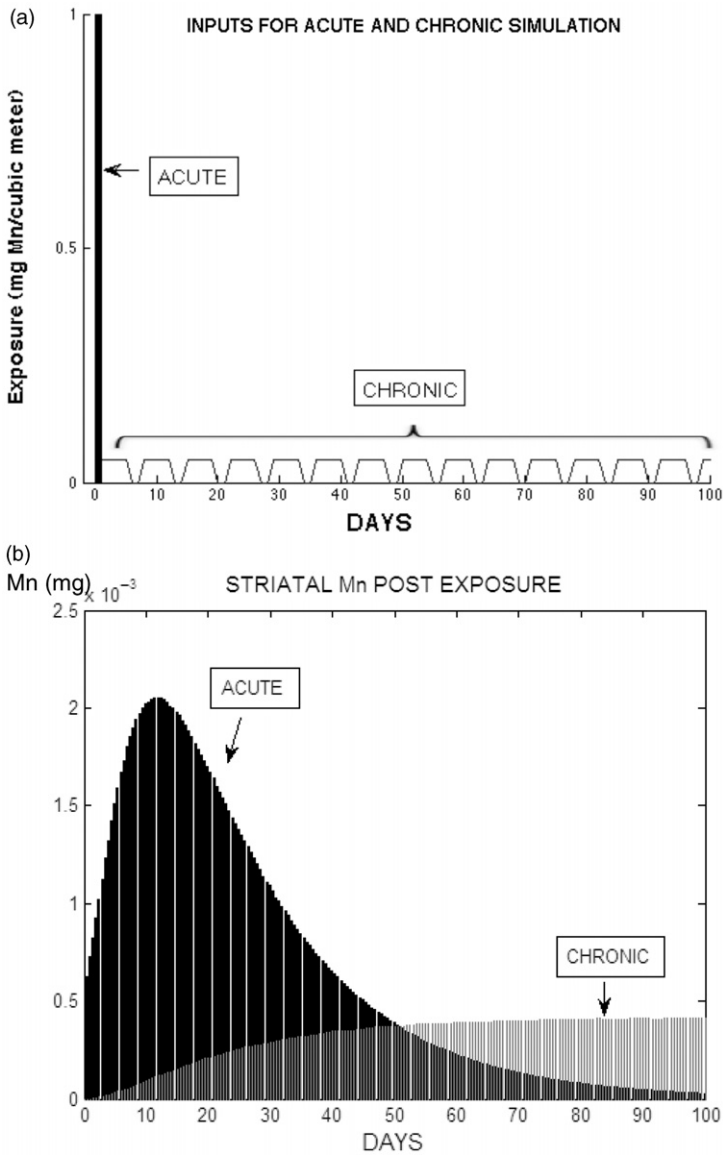 (a)
INPUTS FOR ACUTE AND CHRONIC SIMULATION
Exposure (mg Mn/cubic meter)
1
0.5
0
ACUTE
CHRONIC
0 10 20 30 40 50 60 70 80 90 100
DAYS
(b)
Mn (mg)
x 10⁻³
STRIATAL Mn POST EXPOSURE
2.5
2
1.5
1
0.5
0
ACUTE
CHRONIC
0 10 20 30 40 50 60 70 80 90 100
DAYS